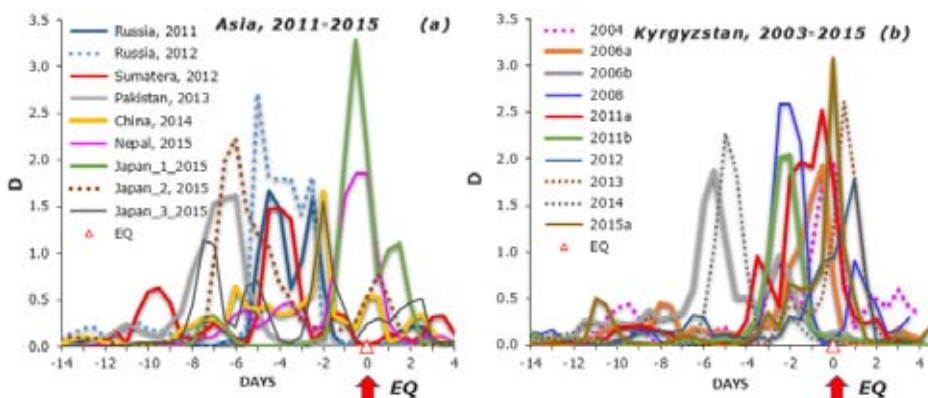 Asia, 2011-2015 (a)
D
3.5
3.0
2.5
2.0
1.5
1.0
0.5
0.0
Russia, 2011
Russia, 2012
Sumatera, 2012
Pakistan, 2013
China, 2014
Nepal, 2015
Japan_1_2015
Japan_2, 2015
Japan_3_2015
EQ
-14 -12 -10 -8 -6 -4 -2 0 2 4
DAYS
EQ
Kyrgyzstan, 2003-2015 (b)
D
3.5
3.0
2.5
2.0
1.5
1.0
0.5
0.0
2004
2006a
2006b
2008
2011a
2011b
2012
2013
2014
2015a
EQ
-14 -12 -10 -8 -6 -4 -2 0 2 4
DAYS
EQ